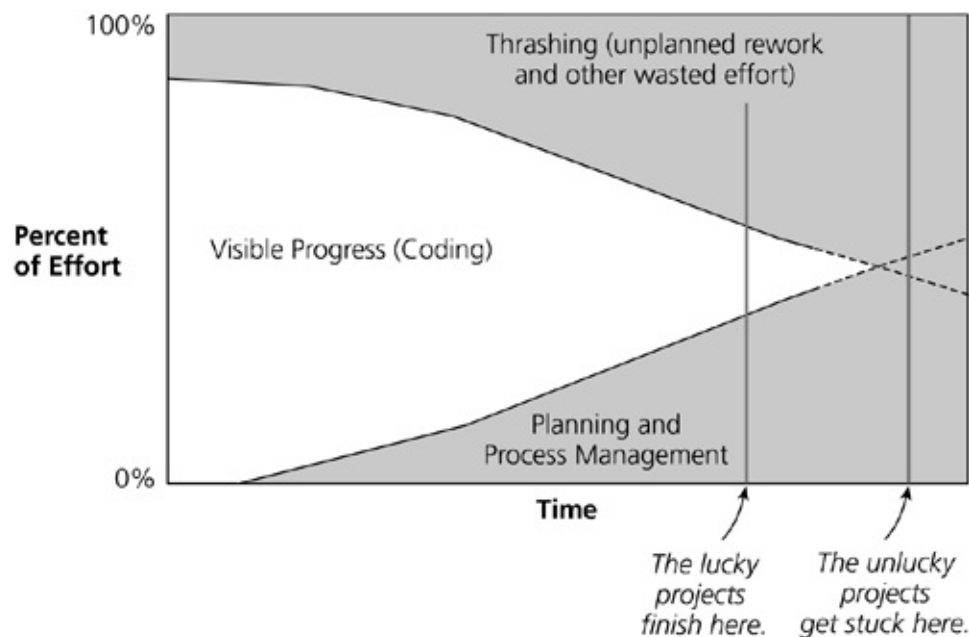 100%
Thrashing (unplanned rework
and other wasted effort)
Percent
of Effort
Visible Progress (Coding)
Planning and
Process Management
0%
Time
The lucky
projects
finish here.
The unlucky
projects
get stuck here.